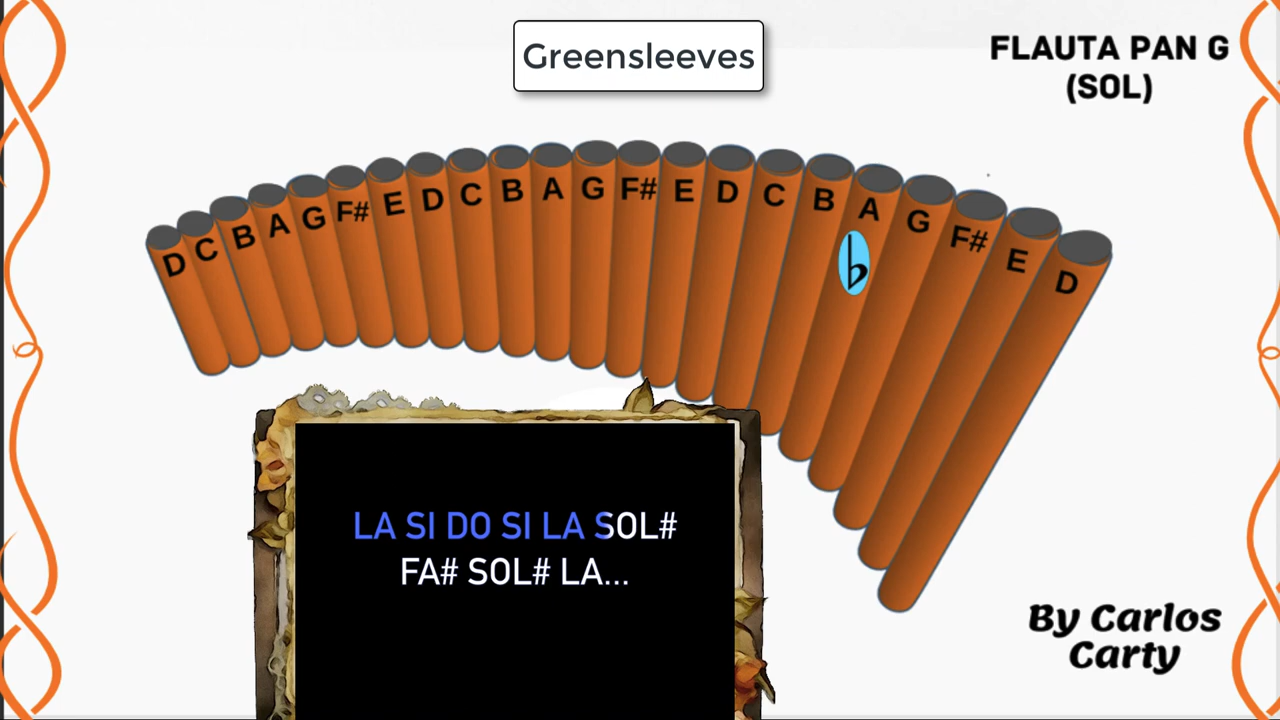 Greensleeves
FLAUTA PAN G
(SOL)
D C B A G F# E D C B A G F# E D C B A G F# E D
♭
LA SI DO SI LA SOL#
FA# SOL# LA...
By Carlos
Carty